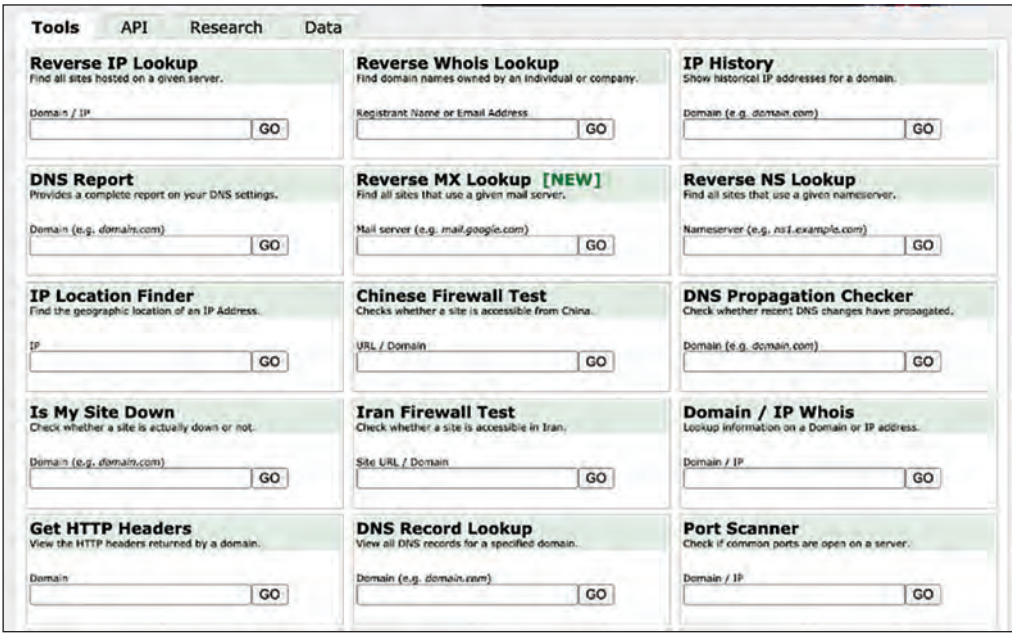 Tools API Research Data
Reverse IP Lookup
Find all sites hosted on a given server.
Domain / IP
GO
Reverse Whois Lookup
Find domain names owned by an individual or company.
Registrant Name or Email Address
GO
IP History
Show historical IP addresses for a domain.
Domain (e.g. domain.com)
GO
DNS Report
Provides a complete report on your DNS settings.
Domain (e.g. domain.com)
GO
Reverse MX Lookup [NEW]
Find all sites that use a given mail server.
Mail server (e.g. mail.google.com)
GO
Reverse NS Lookup
Find all sites that use a given nameserver.
Nameserver (e.g. ns1.example.com)
GO
IP Location Finder
Find the geographic location of an IP Address.
IP
GO
Chinese Firewall Test
Checks whether a site is accessible from China.
URL / Domain
GO
DNS Propagation Checker
Check whether recent DNS changes have propagated.
Domain (e.g. domain.com)
GO
Is My Site Down
Check whether a site is actually down or not.
Domain (e.g. domain.com)
GO
Iran Firewall Test
Check whether a site is accessible in Iran.
Site URL / Domain
GO
Domain / IP Whois
Lookup information on a Domain or IP address.
Domain / IP
GO
Get HTTP Headers
View the HTTP headers returned by a domain.
Domain
GO
DNS Record Lookup
View all DNS records for a specified domain.
Domain (e.g. domain.com)
GO
Port Scanner
Check if common ports are open on a server.
Domain / IP
GO